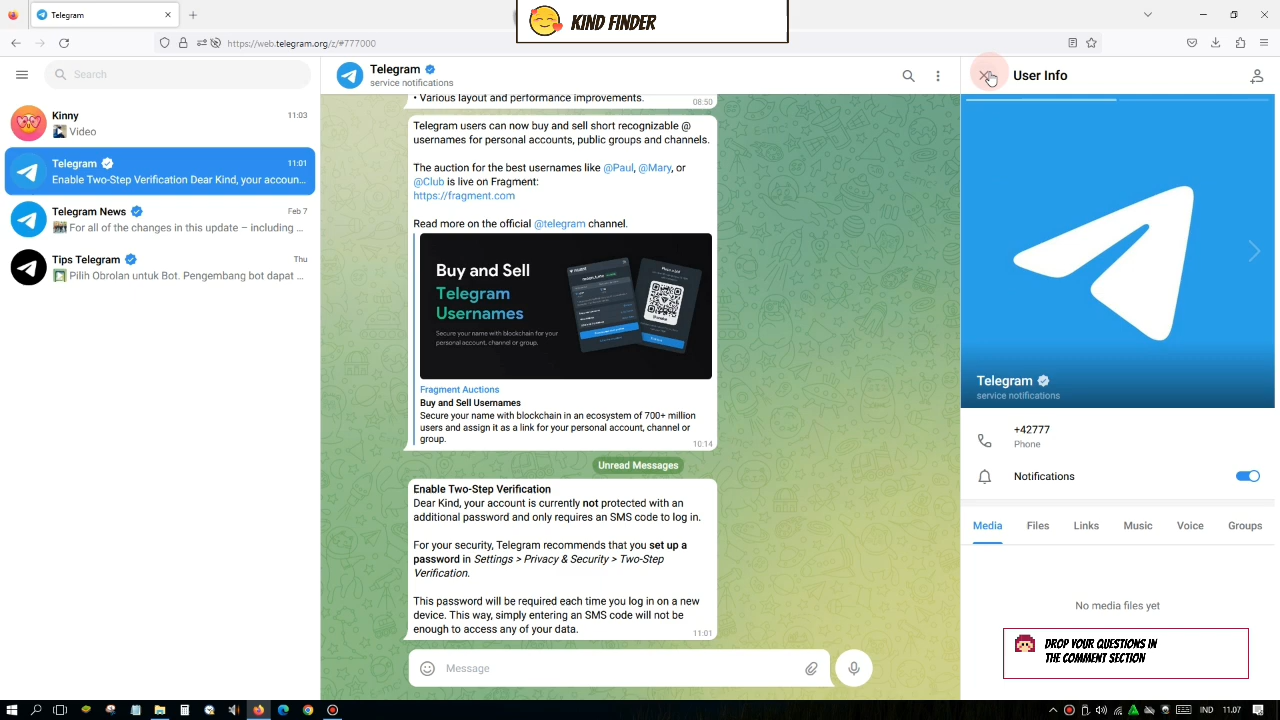 Telegram
KIND FINDER
https://web.telegram.org/z/#777000
Search
Kinny
11:03
Video
Telegram
11:01
Enable Two-Step Verification Dear Kind, your accoun...
Telegram News
Feb 7
For all of the changes in this update – including ...
Tips Telegram
Thu
Pilih Obrolan untuk Bot. Pengembang bot dapat ...
Telegram
service notifications
• Various layout and performance improvements.
08:50
Telegram users can now buy and sell short recognizable @
usernames for personal accounts, public groups and channels.
The auction for the best usernames like @Paul, @Mary, or
@Club is live on Fragment:
https://fragment.com
Read more on the official @telegram channel.
Buy and Sell
Telegram
Usernames
Secure your name with blockchain for your
personal account, channel or group.
Fragment Auctions
Buy and Sell Usernames
Secure your name with blockchain in an ecosystem of 700+ million
users and assign it as a link for your personal account, channel or
group.
10:14
Unread Messages
Enable Two-Step Verification
Dear Kind, your account is currently not protected with an
additional password and only requires an SMS code to log in.
For your security, Telegram recommends that you set up a
password in Settings > Privacy & Security > Two-Step
Verification.
This password will be required each time you log in on a new
device. This way, simply entering an SMS code will not be
enough to access any of your data.
11:01
Message
User Info
Telegram
service notifications
+42777
Phone
Notifications
Media Files Links Music Voice Groups
No media files yet
DROP YOUR QUESTIONS IN
THE COMMENT SECTION
IND 11.07